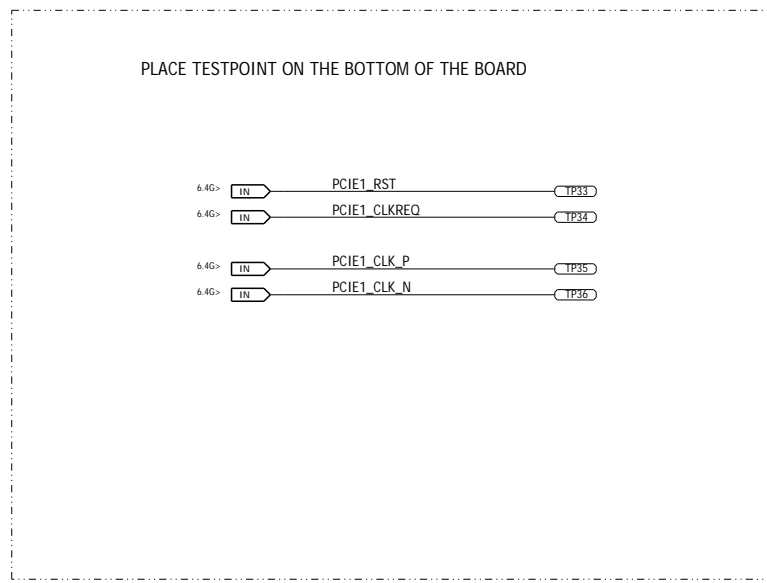 PLACE TESTPOINT ON THE BOTTOM OF THE BOARD
6.4G> IN PCIE1_RST TP33
6.4G> IN PCIE1_CLKREQ TP34
6.4G> IN PCIE1_CLK_P TP35
6.4G> IN PCIE1_CLK_N TP36